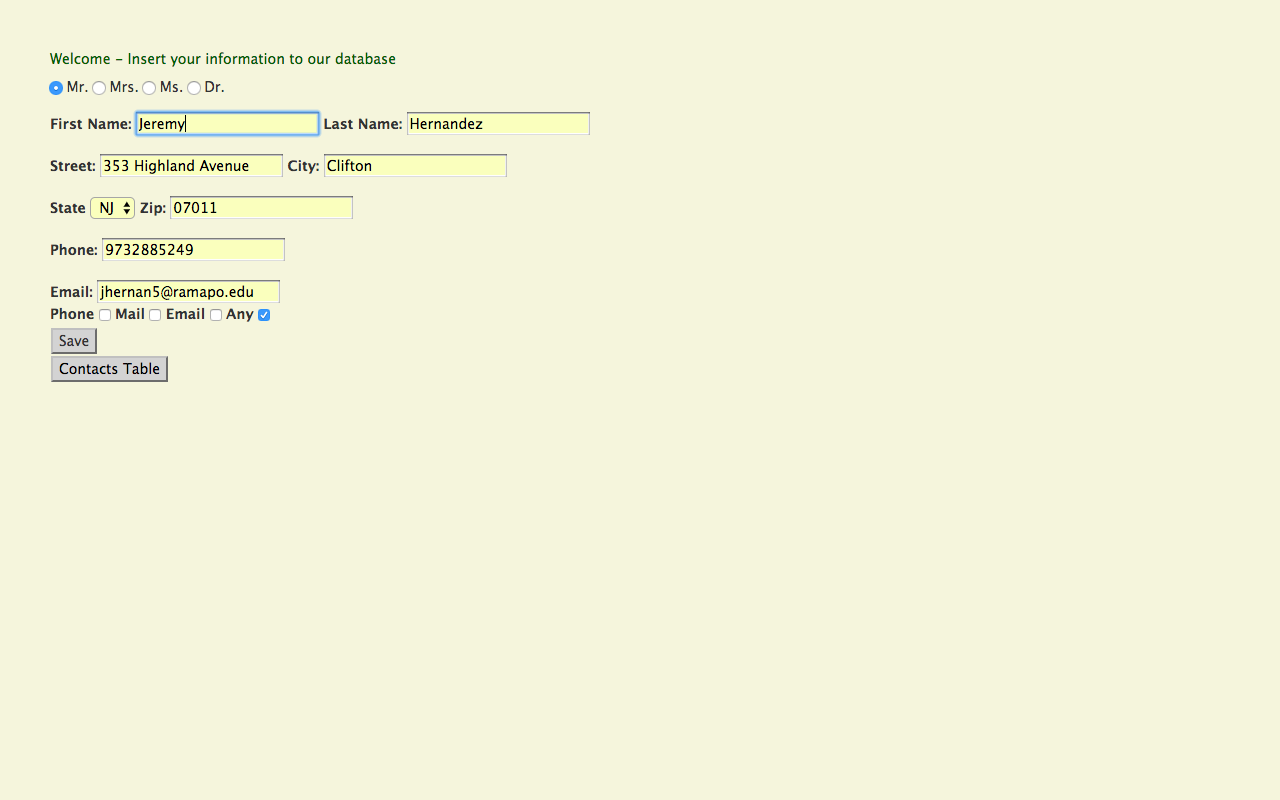 Welcome – Insert your information to our database
Mr. Mrs. Ms. Dr.
First Name: Jeremy Last Name: Hernandez
Street: 353 Highland Avenue City: Clifton
State NJ Zip: 07011
Phone: 9732885249
Email: jhernan5@ramapo.edu
Phone Mail Email Any
Save
Contacts Table